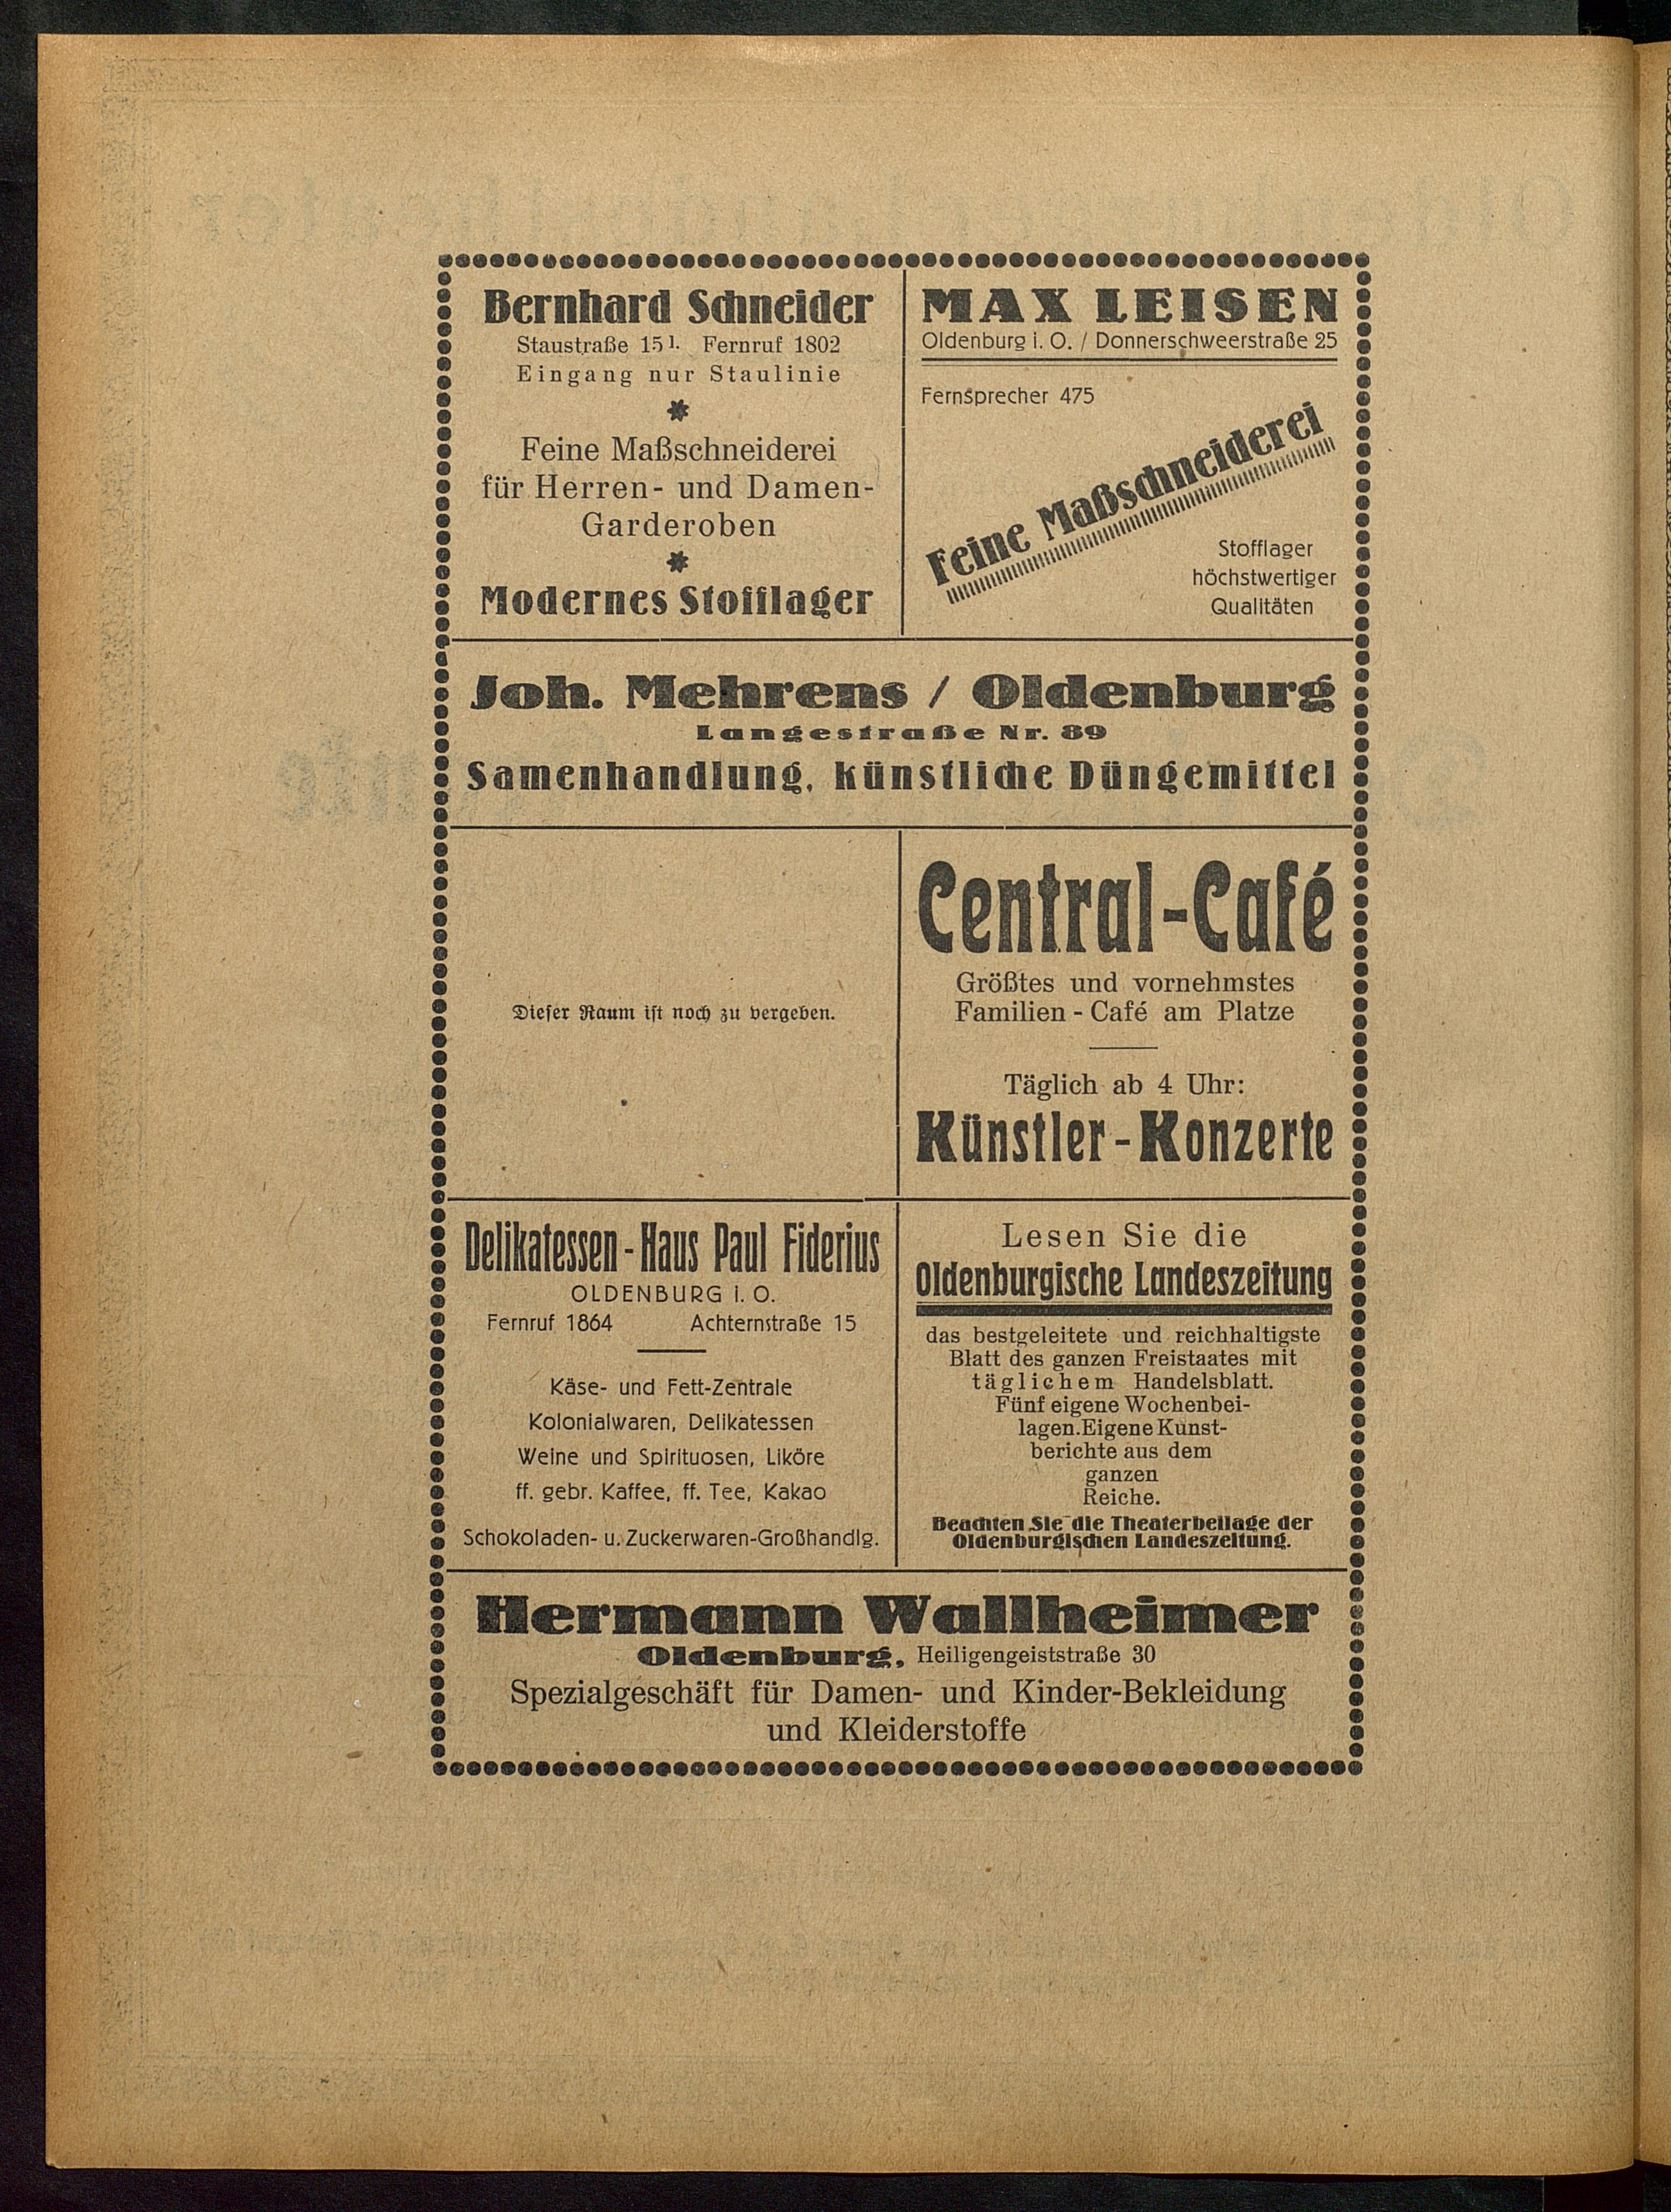 Bernhard Schneider
Staustraße 15 I. Fernruf 1802
Eingang nur Staulinie
*
Feine Maßschneiderei
für Herren- und Damen-
Garderoben
*
Modernes Stofflager
MAX LEISEN
Oldenburg i. O. / Donnerschweerstraße 25
Fernsprecher 475
Feine Maßschneiderei
Stofflager
höchstwertiger
Qualitäten
Joh. Mehrens / Oldenburg
Langestraße Nr. 89
Samenhandlung, künstliche Düngemittel
Dieser Raum ist noch zu vergeben.
Central-Café
Größtes und vornehmstes
Familien-Café am Platze
Täglich ab 4 Uhr:
Künstler-Konzerte
Delikatessen-Haus Paul Fiderius
OLDENBURG i. O.
Fernruf 1864 Achternstraße 15
Käse- und Fett-Zentrale
Kolonialwaren, Delikatessen
Weine und Spirituosen, Liköre
ff. gebr. Kaffee, ff. Tee, Kakao
Schokoladen- u. Zuckerwaren-Großhandlg.
Lesen Sie die
Oldenburgische Landeszeitung
das bestgeleitete und reichhaltigste
Blatt des ganzen Freistaates mit
täglichem Handelsblatt.
Fünf eigene Wochenbei-
lagen. Eigene Kunst-
berichte aus dem
ganzen
Reiche.
Beachten Sie die Theaterbeilage der
Oldenburgischen Landeszeitung.
Hermann Wallheimer
Oldenburg, Heiligengeiststraße 30
Spezialgeschäft für Damen- und Kinder-Bekleidung
und Kleiderstoffe